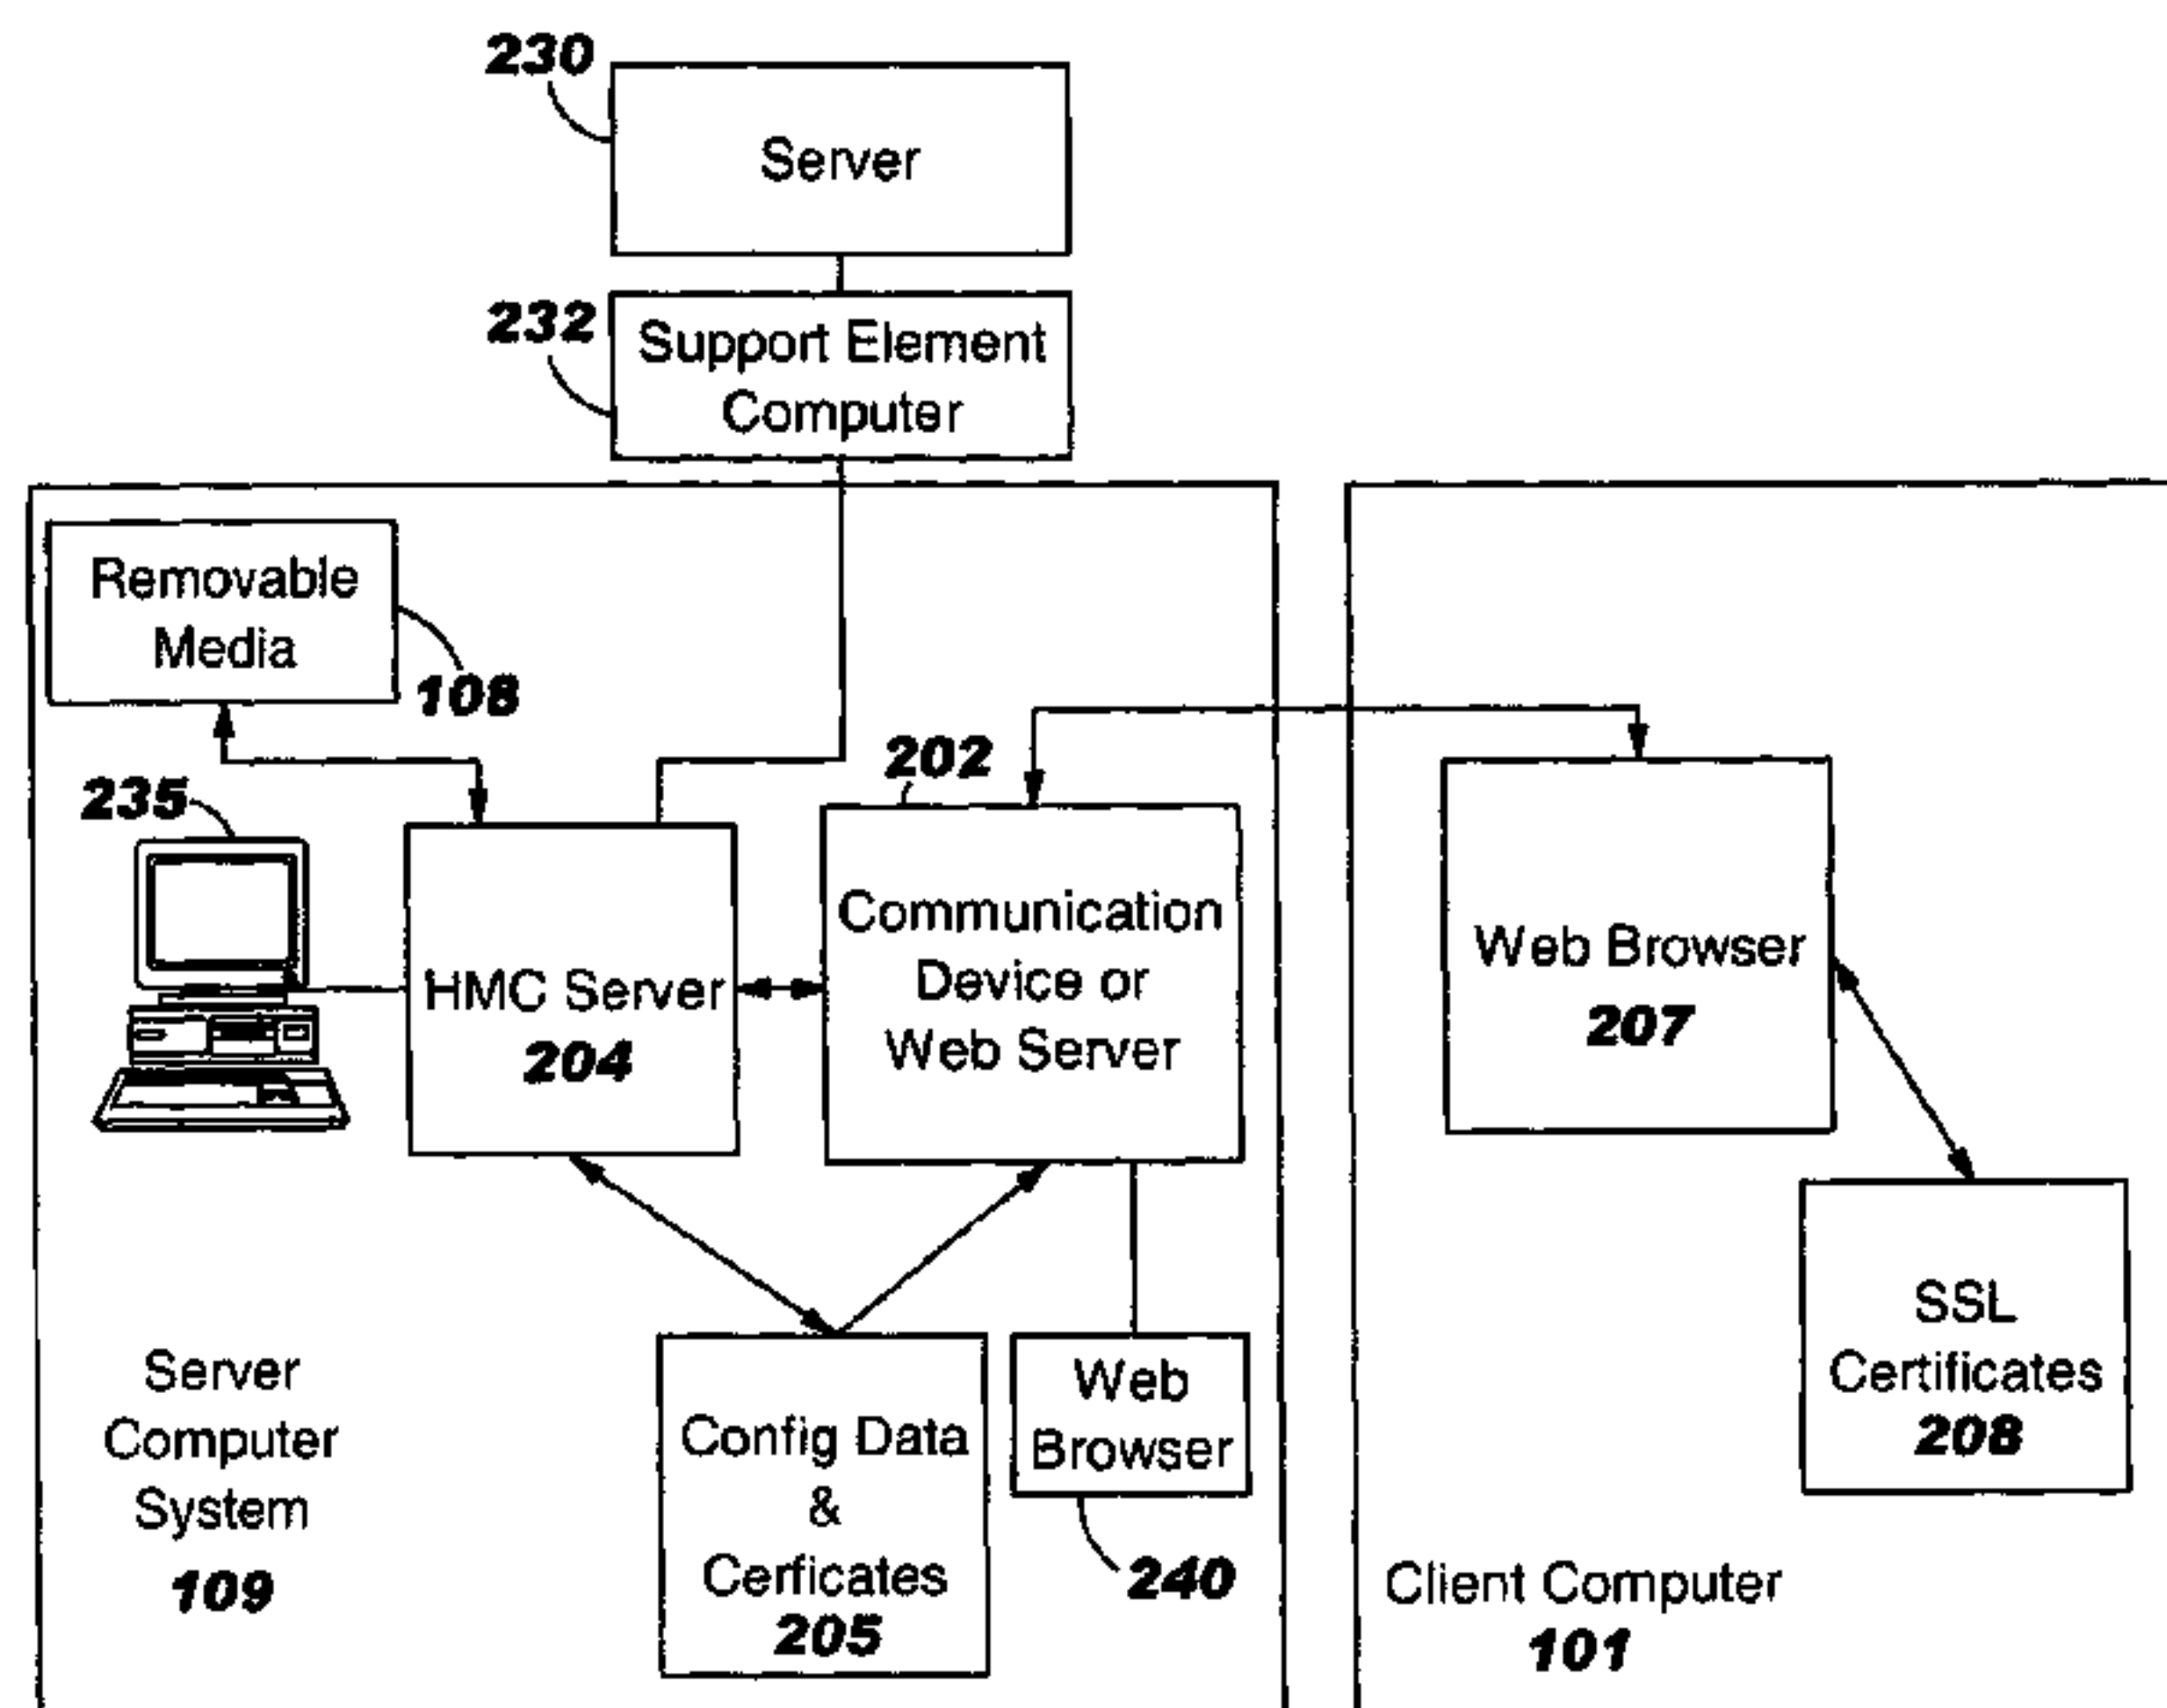 230
Server
232
Support Element
Computer
Removable
Media
108
235
202
HMC Server
204
Communication
Device or
Web Server
Web Browser
207
SSL
Certificates
208
Server
Computer
System
109
Config Data
&
Cerficates
205
Web
Browser
240
Client Computer
101